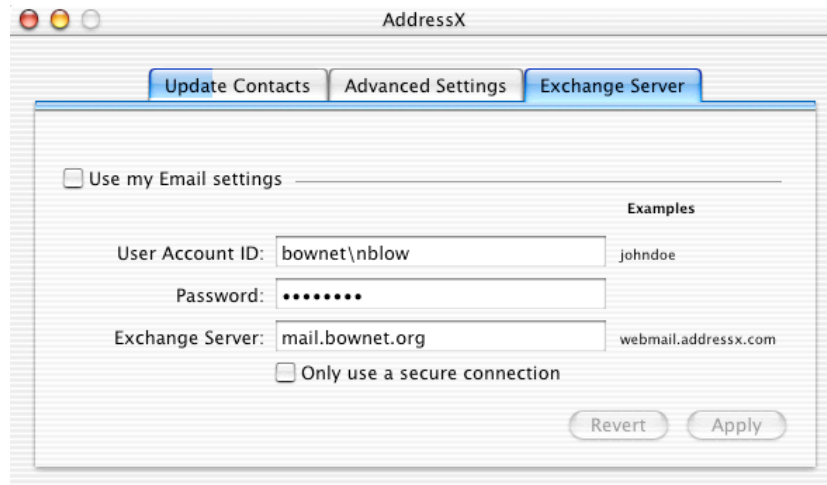 AddressX
Update Contacts Advanced Settings Exchange Server
Use my Email settings
Examples
User Account ID: bownet\nblow johndoe
Password: ••••••••
Exchange Server: mail.bownet.org webmail.addressx.com
Only use a secure connection
Revert Apply